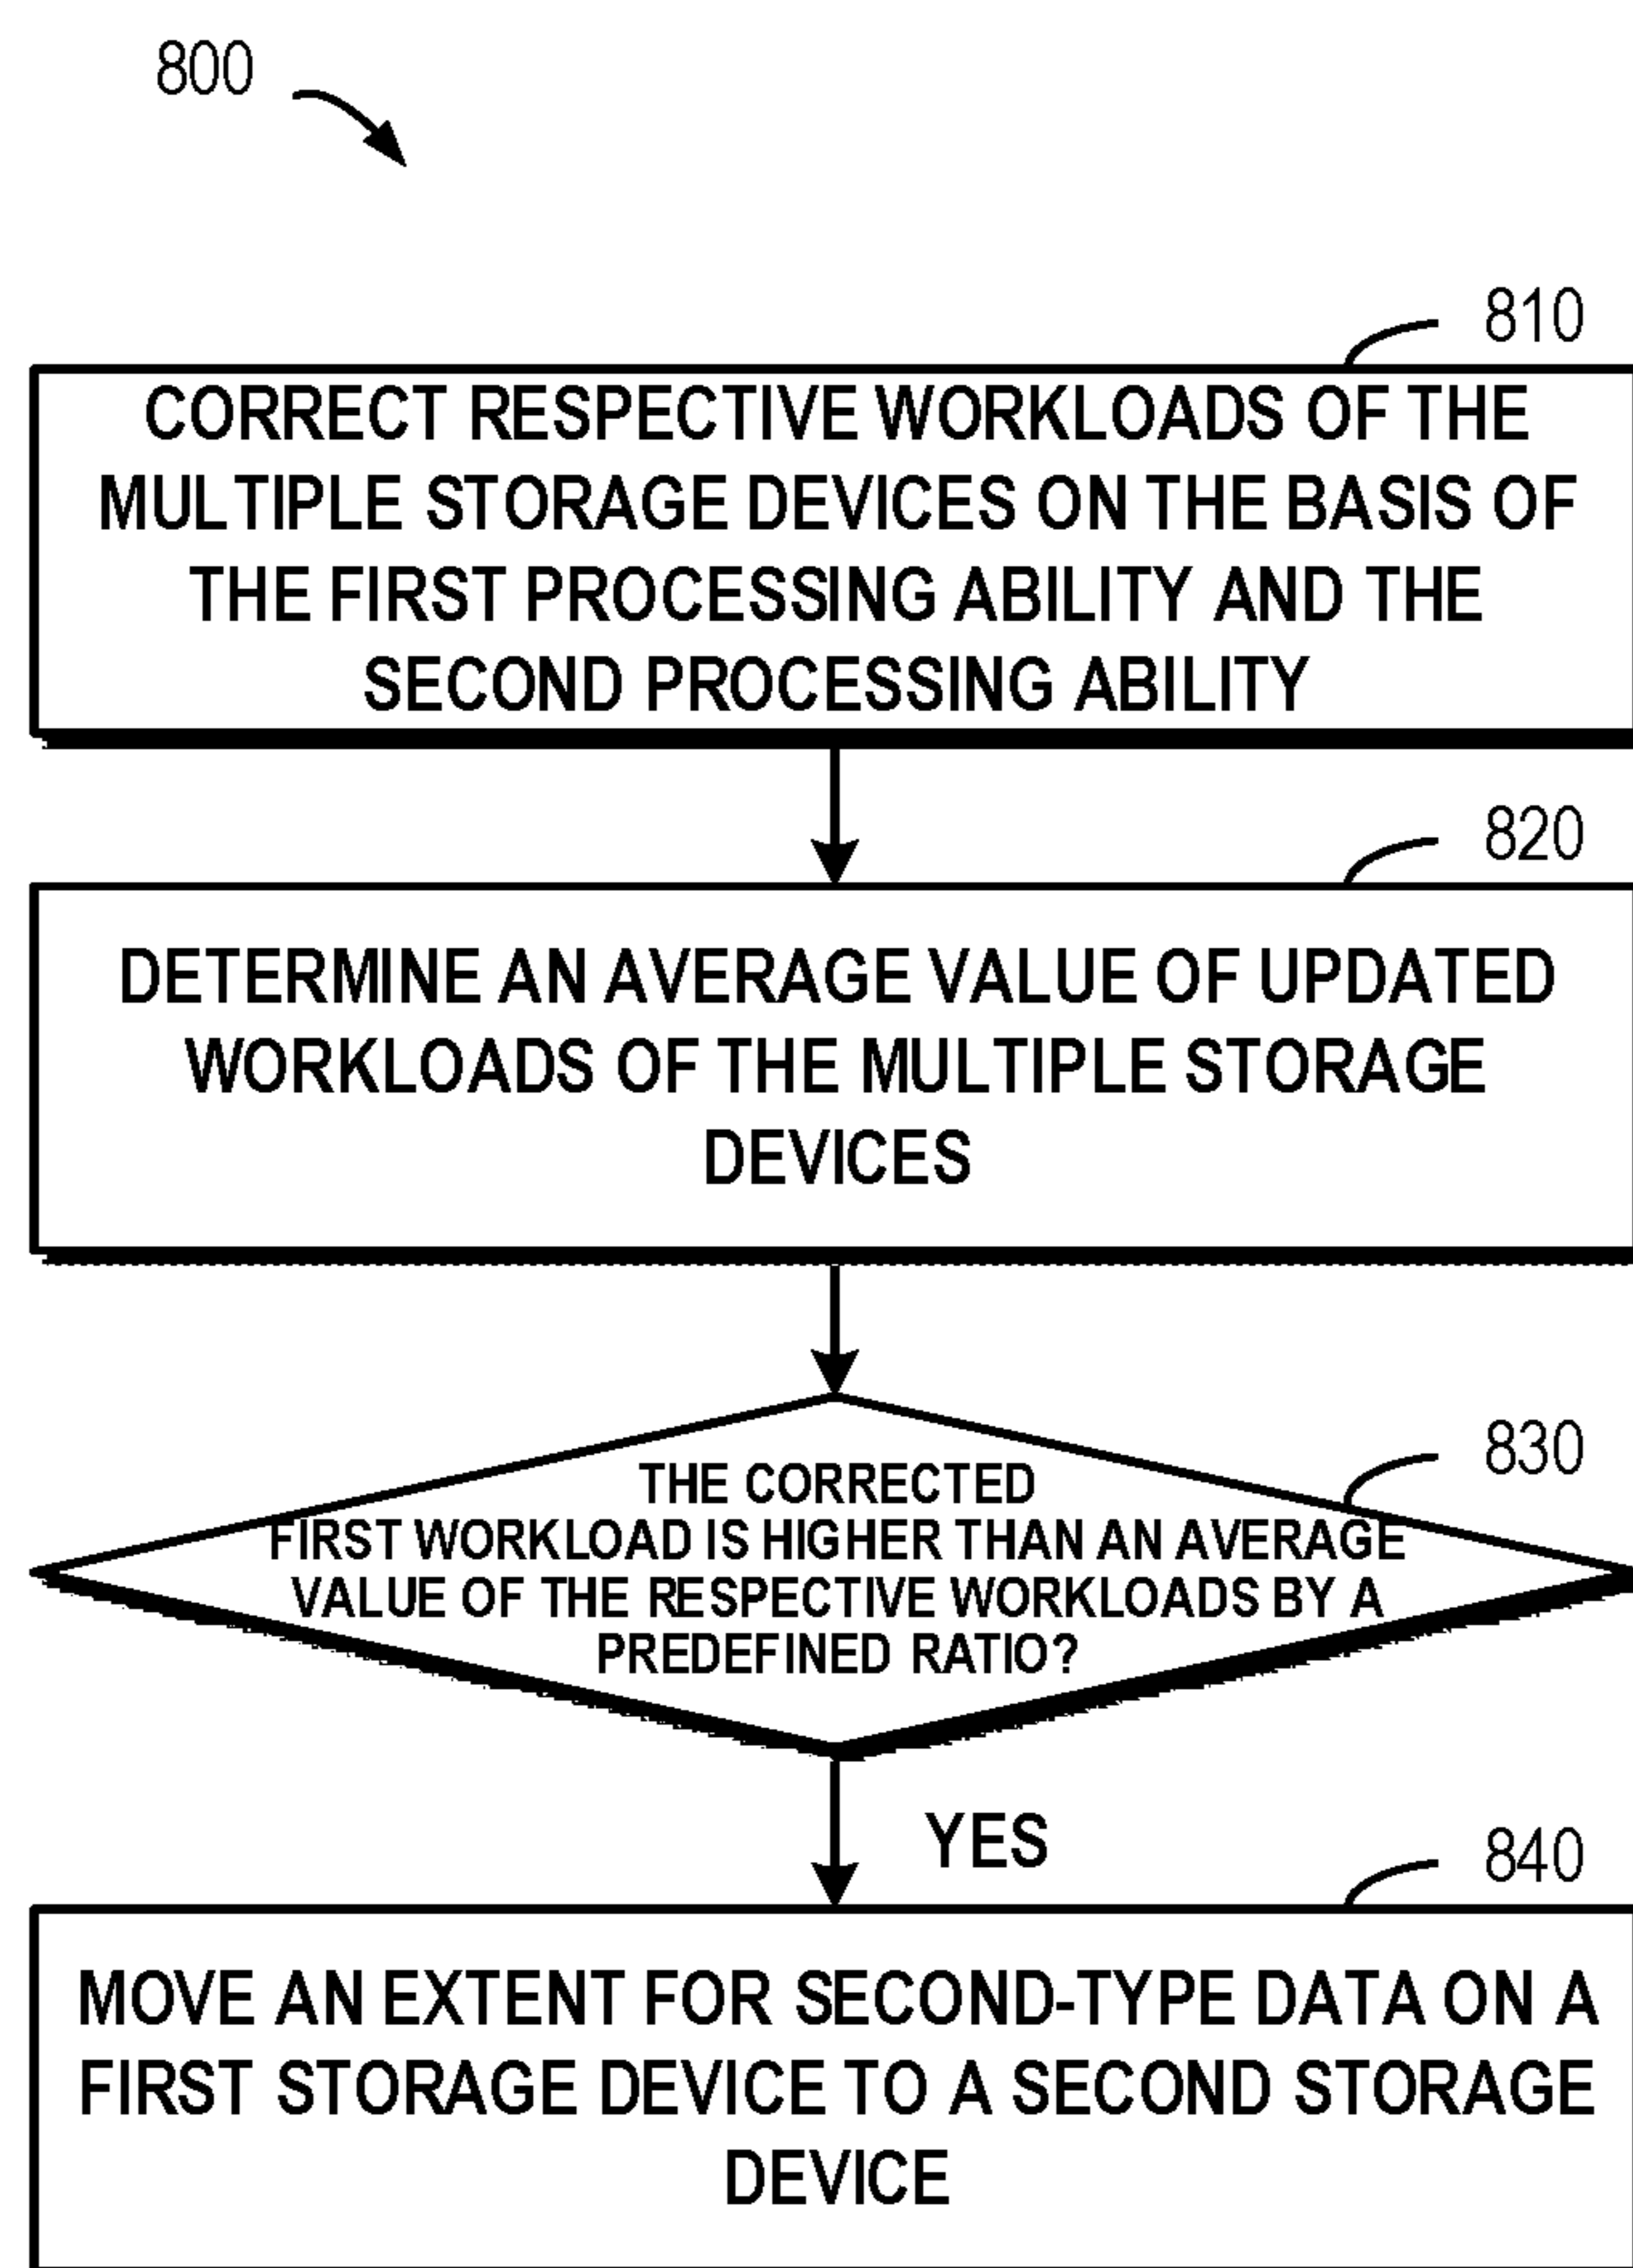 800
810
CORRECT RESPECTIVE WORKLOADS OF THE
MULTIPLE STORAGE DEVICES ON THE BASIS OF
THE FIRST PROCESSING ABILITY AND THE
SECOND PROCESSING ABILITY
820
DETERMINE AN AVERAGE VALUE OF UPDATED
WORKLOADS OF THE MULTIPLE STORAGE
DEVICES
830
THE CORRECTED
FIRST WORKLOAD IS HIGHER THAN AN AVERAGE
VALUE OF THE RESPECTIVE WORKLOADS BY A
PREDEFINED RATIO?
YES
840
MOVE AN EXTENT FOR SECOND-TYPE DATA ON A
FIRST STORAGE DEVICE TO A SECOND STORAGE
DEVICE